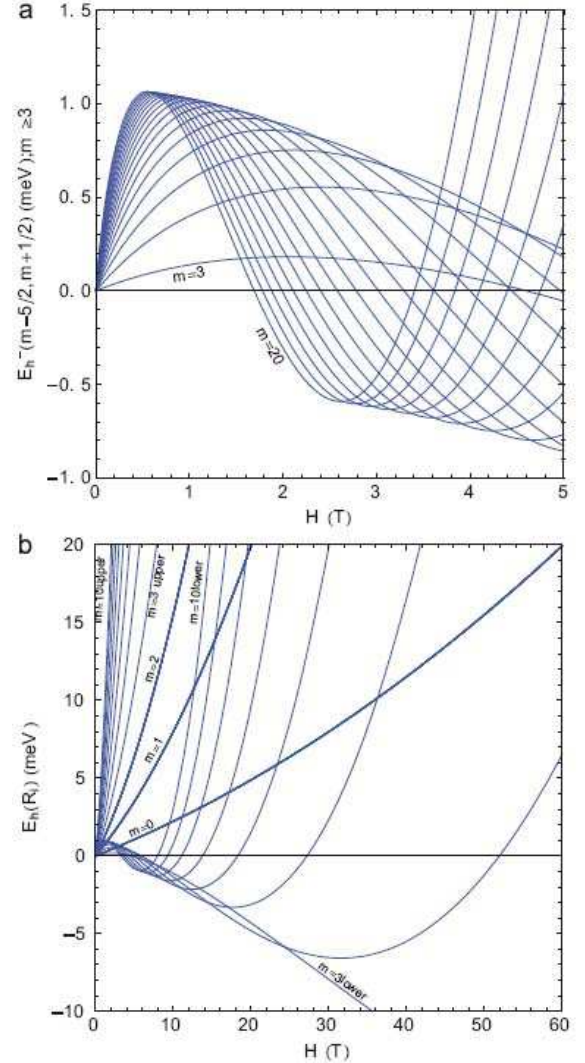 a
1.5
1.0
0.5
0.0
−0.5
−1.0
E_h^-(m−5/2, m+1/2) (meV);m ≥3
m=3
m=20
0
1
2
3
4
5
H (T)
b
20
15
10
5
0
−5
−10
E_h(R_i) (meV)
m=10upper
m=3 upper
m=10lower
m=2
m=1
m=0
m=3lower
0
10
20
30
40
50
60
H (T)